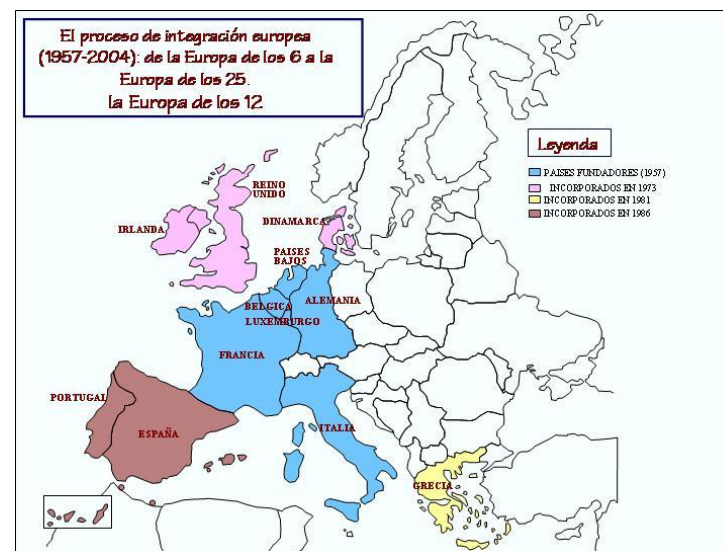 El proceso de integración europea
(1957-2004): de la Europa de los 6 a la
Europa de los 25.
la Europa de los 12
Leyenda
PAISES FUNDADORES (1957)
INCORPORADOS EN 1973
INCORPORADOS EN 1981
INCORPORADOS EN 1986
REINO
UNIDO
IRLANDA
DINAMARCA
PAISES
BAJOS
BELGICA
ALEMANIA
LUXEMBURGO
FRANCIA
PORTUGAL
ESPAÑA
ITALIA
GRECIA